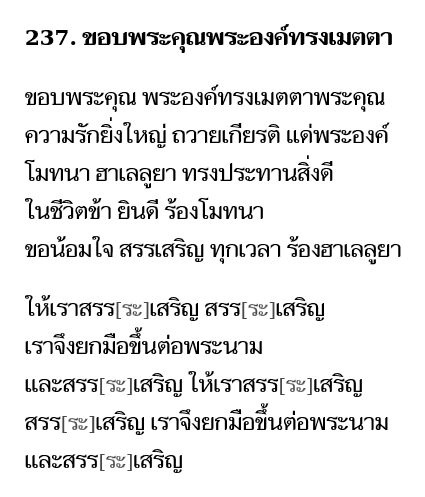 237. ขอบพระคุณพระองค์ทรงเมตตา
ขอบพระคุณ พระองค์ทรงเมตตาพระคุณ
ความรักยิ่งใหญ่ ถวายเกียรติ แด่พระองค์
โมทนา ฮาเลลูยา ทรงประทานสิ่งดี
ในชีวิตข้า ยินดี ร้องโมทนา
ขอน้อมใจ สรรเสริญ ทุกเวลา ร้องฮาเลลูยา
ให้เราสรร[ระ]เสริญ สรร[ระ]เสริญ
เราจึงยกมือขึ้นต่อพระนาม
และสรร[ระ]เสริญ ให้เราสรร[ระ]เสริญ
สรร[ระ]เสริญ เราจึงยกมือขึ้นต่อพระนาม
และสรร[ระ]เสริญ